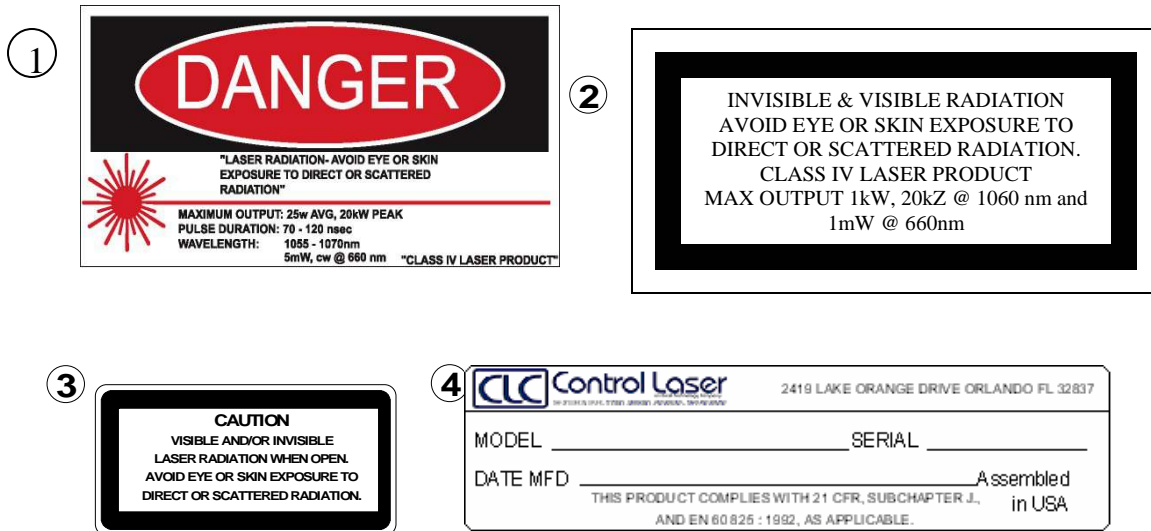 1
DANGER
"LASER RADIATION- AVOID EYE OR SKIN
EXPOSURE TO DIRECT OR SCATTERED
RADIATION"
MAXIMUM OUTPUT: 25w AVG, 20kW PEAK
PULSE DURATION: 70 - 120 nsec
WAVELENGTH: 1055 - 1070nm
5mW, cw @ 660 nm "CLASS IV LASER PRODUCT"
2
INVISIBLE & VISIBLE RADIATION
AVOID EYE OR SKIN EXPOSURE TO
DIRECT OR SCATTERED RADIATION.
CLASS IV LASER PRODUCT
MAX OUTPUT 1kW, 20kZ @ 1060 nm and
1mW @ 660nm
3
CAUTION
VISIBLE AND/OR INVISIBLE
LASER RADIATION WHEN OPEN.
AVOID EYE OR SKIN EXPOSURE TO
DIRECT OR SCATTERED RADIATION.
4
CLC Control Laser 2419 LAKE ORANGE DRIVE ORLANDO FL 32837
MODEL SERIAL
DATE MFD Assembled
in USA
THIS PRODUCT COMPLIES WITH 21 CFR, SUBCHAPTER J.,
AND EN 60825 : 1992, AS APPLICABLE.